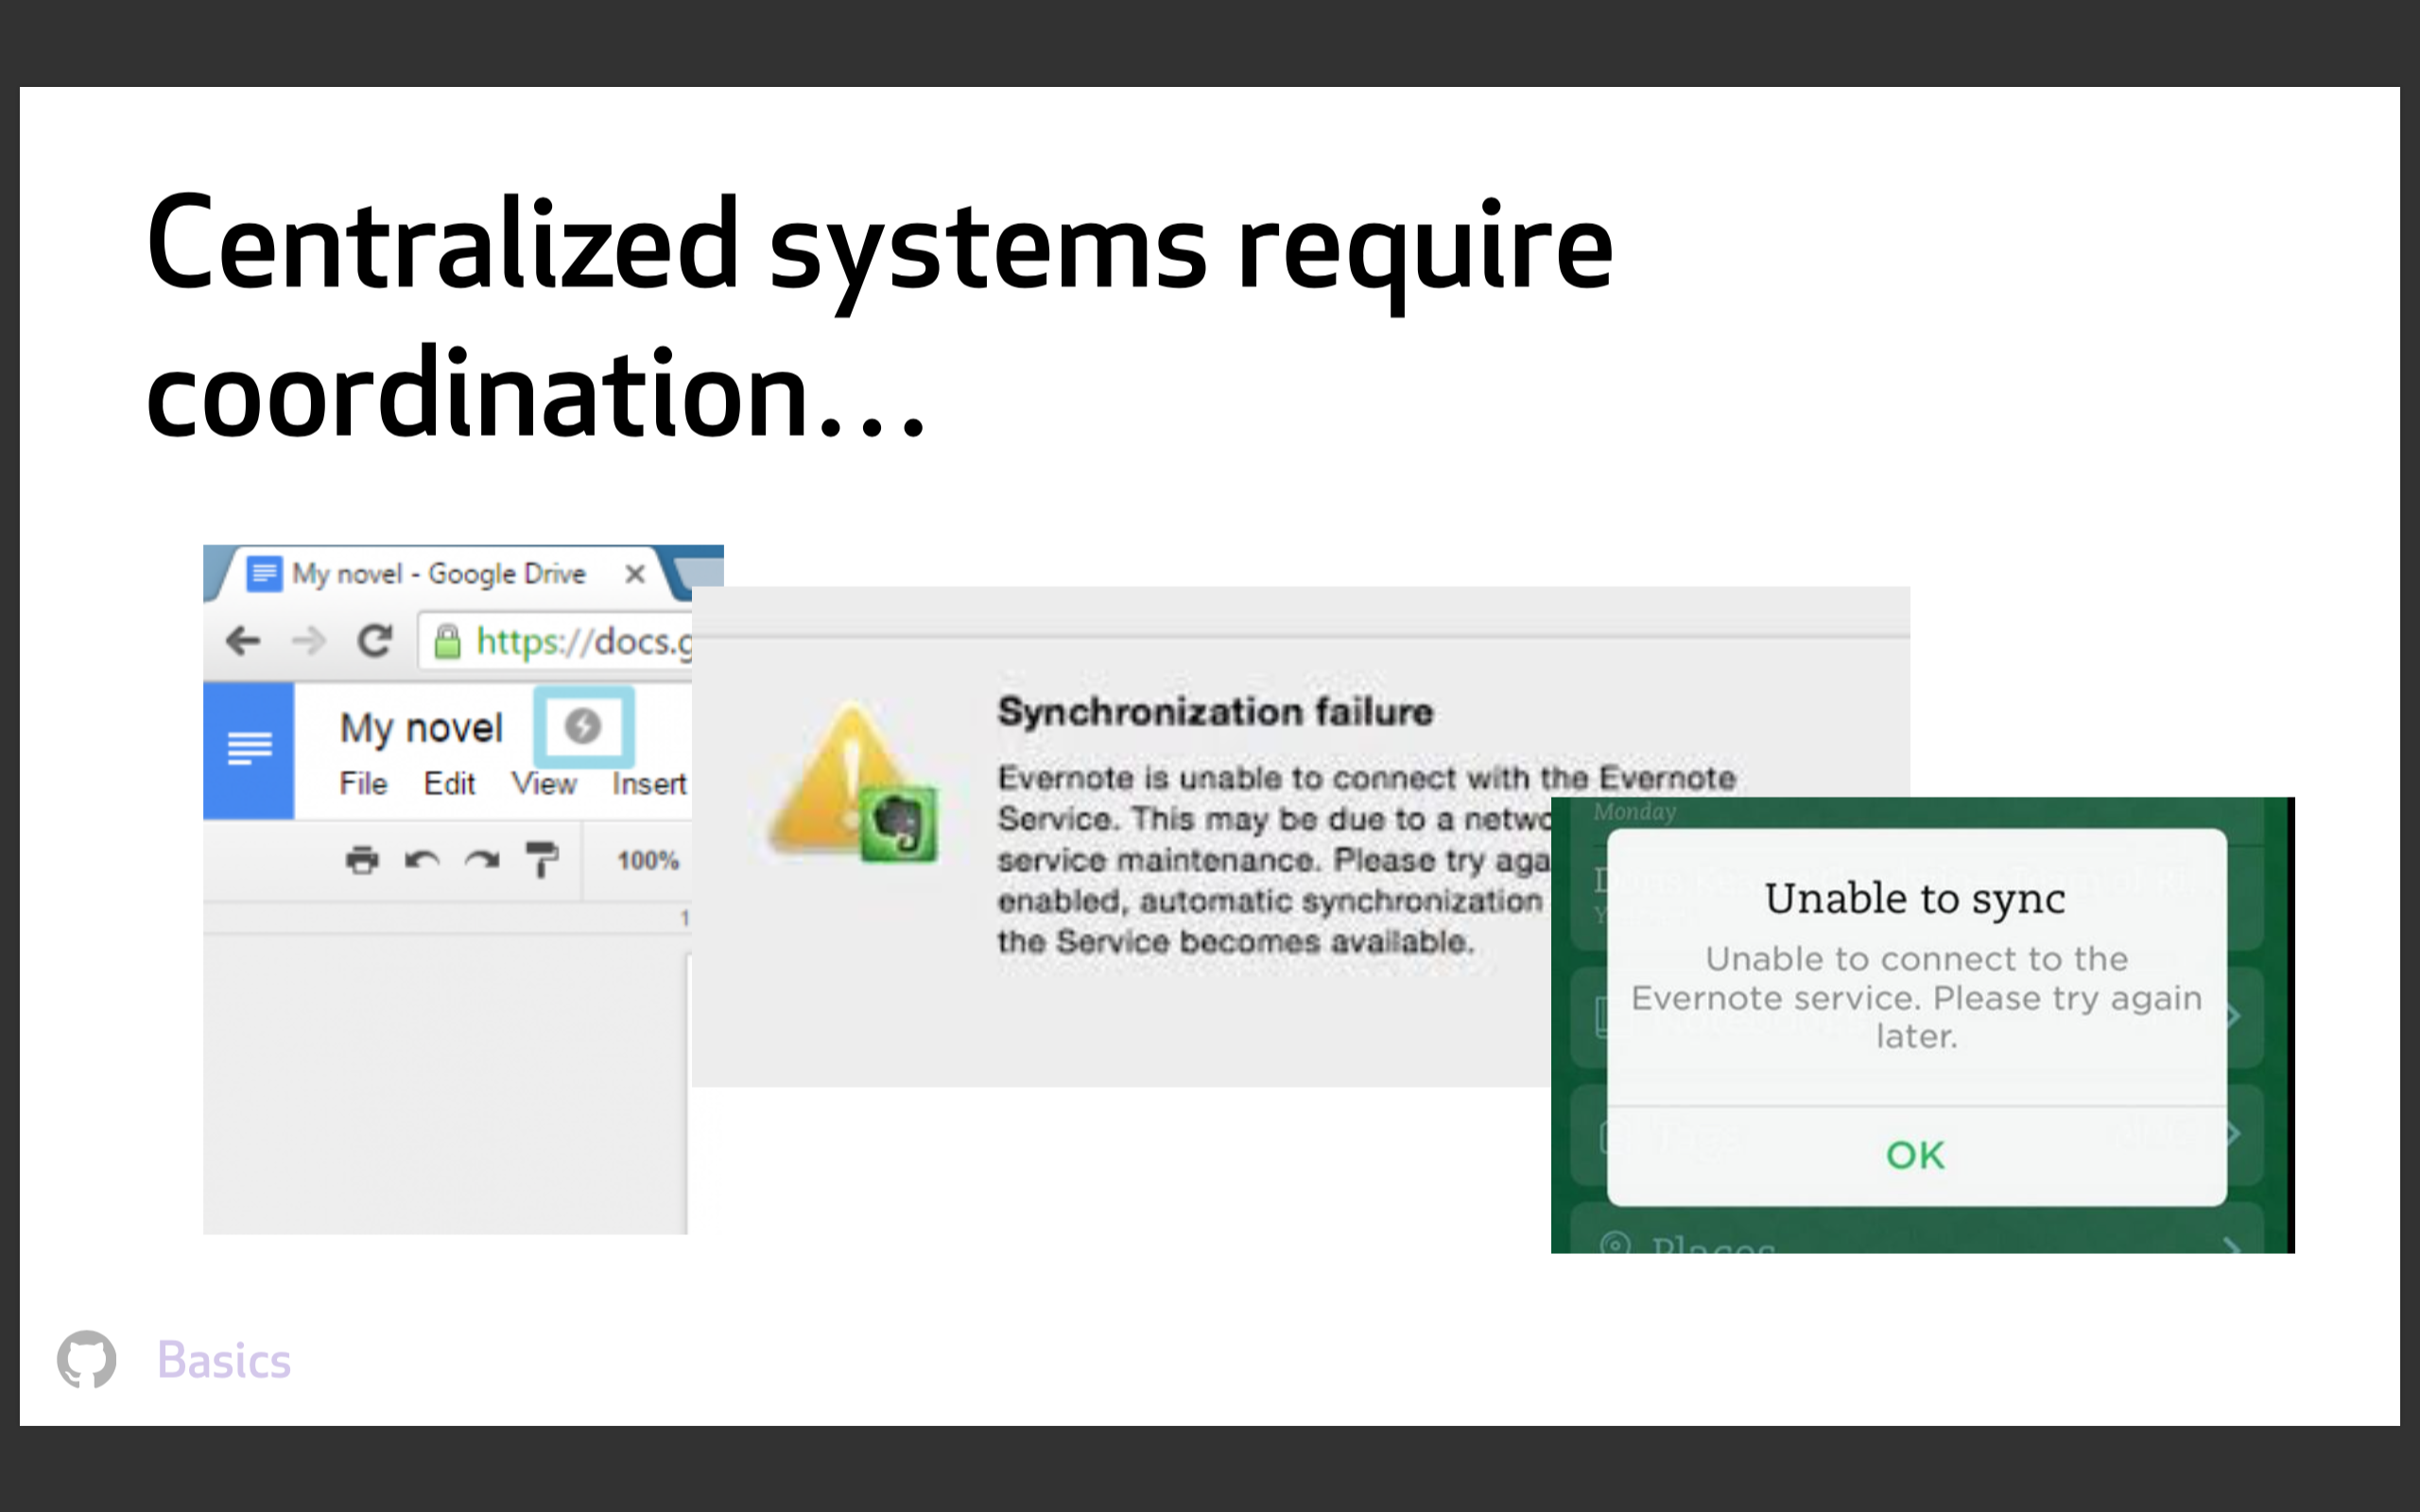 Centralized systems require
coordination...
My novel - Google Drive
https://docs.g
My novel
File Edit View Insert
100%
1
Synchronization failure
Evernote is unable to connect with the Evernote
Service. This may be due to a netwo
service maintenance. Please try aga
enabled, automatic synchronization
the Service becomes available.
Monday
Unable to sync
Unable to connect to the
Evernote service. Please try again
later.
OK
Places
Basics